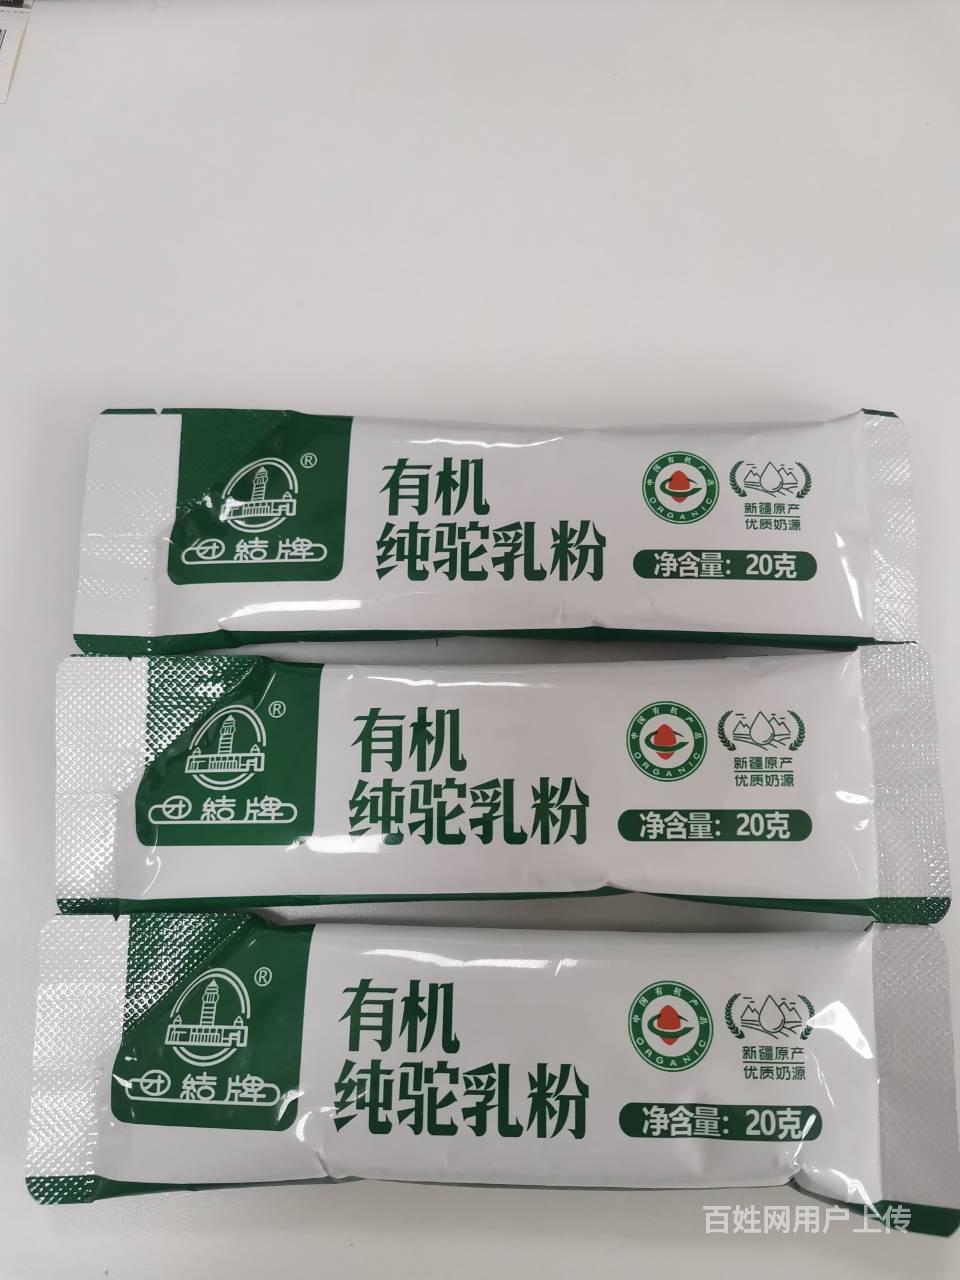 ®
团結牌
有机
纯驼乳粉
中国有机产品
ORGANIC
新疆原产
优质奶源
净含量：20克
®
团結牌
有机
纯驼乳粉
中国有机产品
ORGANIC
新疆原产
优质奶源
净含量：20克
®
团結牌
有机
纯驼乳粉
中国有机产品
ORGANIC
新疆原产
优质奶源
净含量：20克
百姓网用户上传